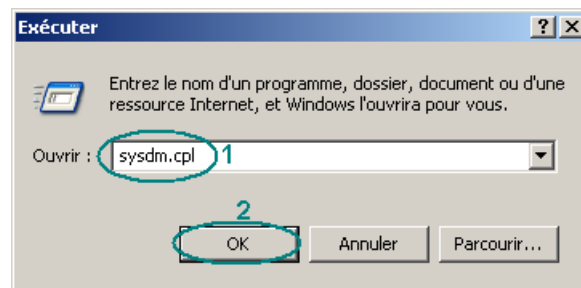 Exécuter
Entrez le nom d'un programme, dossier, document ou d'une
ressource Internet, et Windows l'ouvrira pour vous.
Ouvrir : sysdm.cpl 1
2
OK Annuler Parcourir...